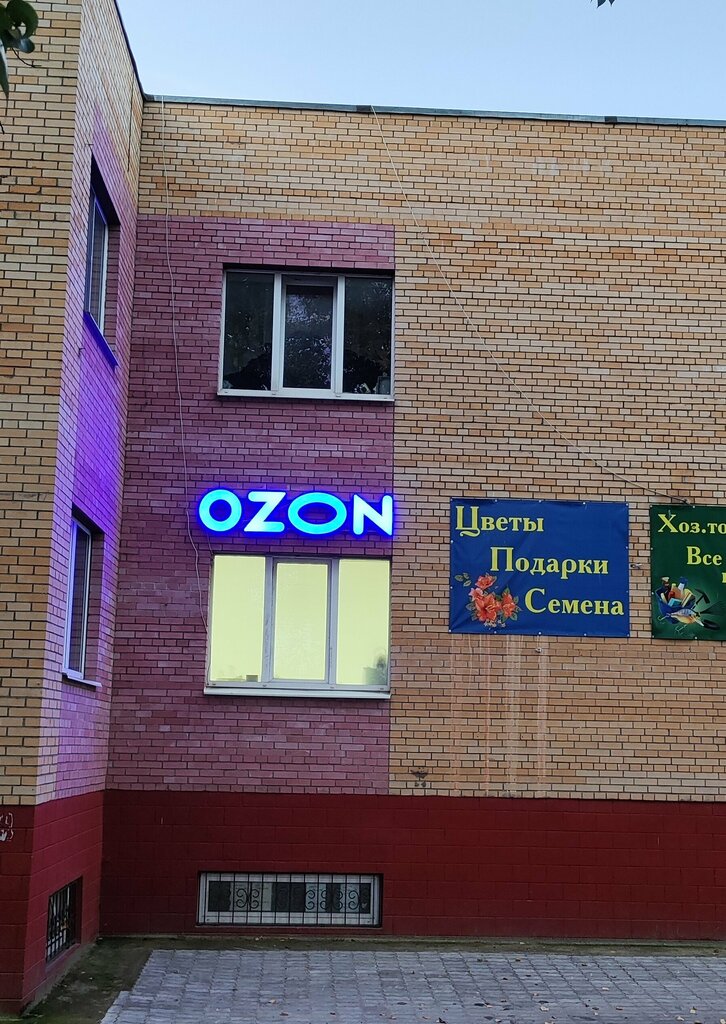 OZON
Цветы
Подарки
Семена
Хоз.то
Все